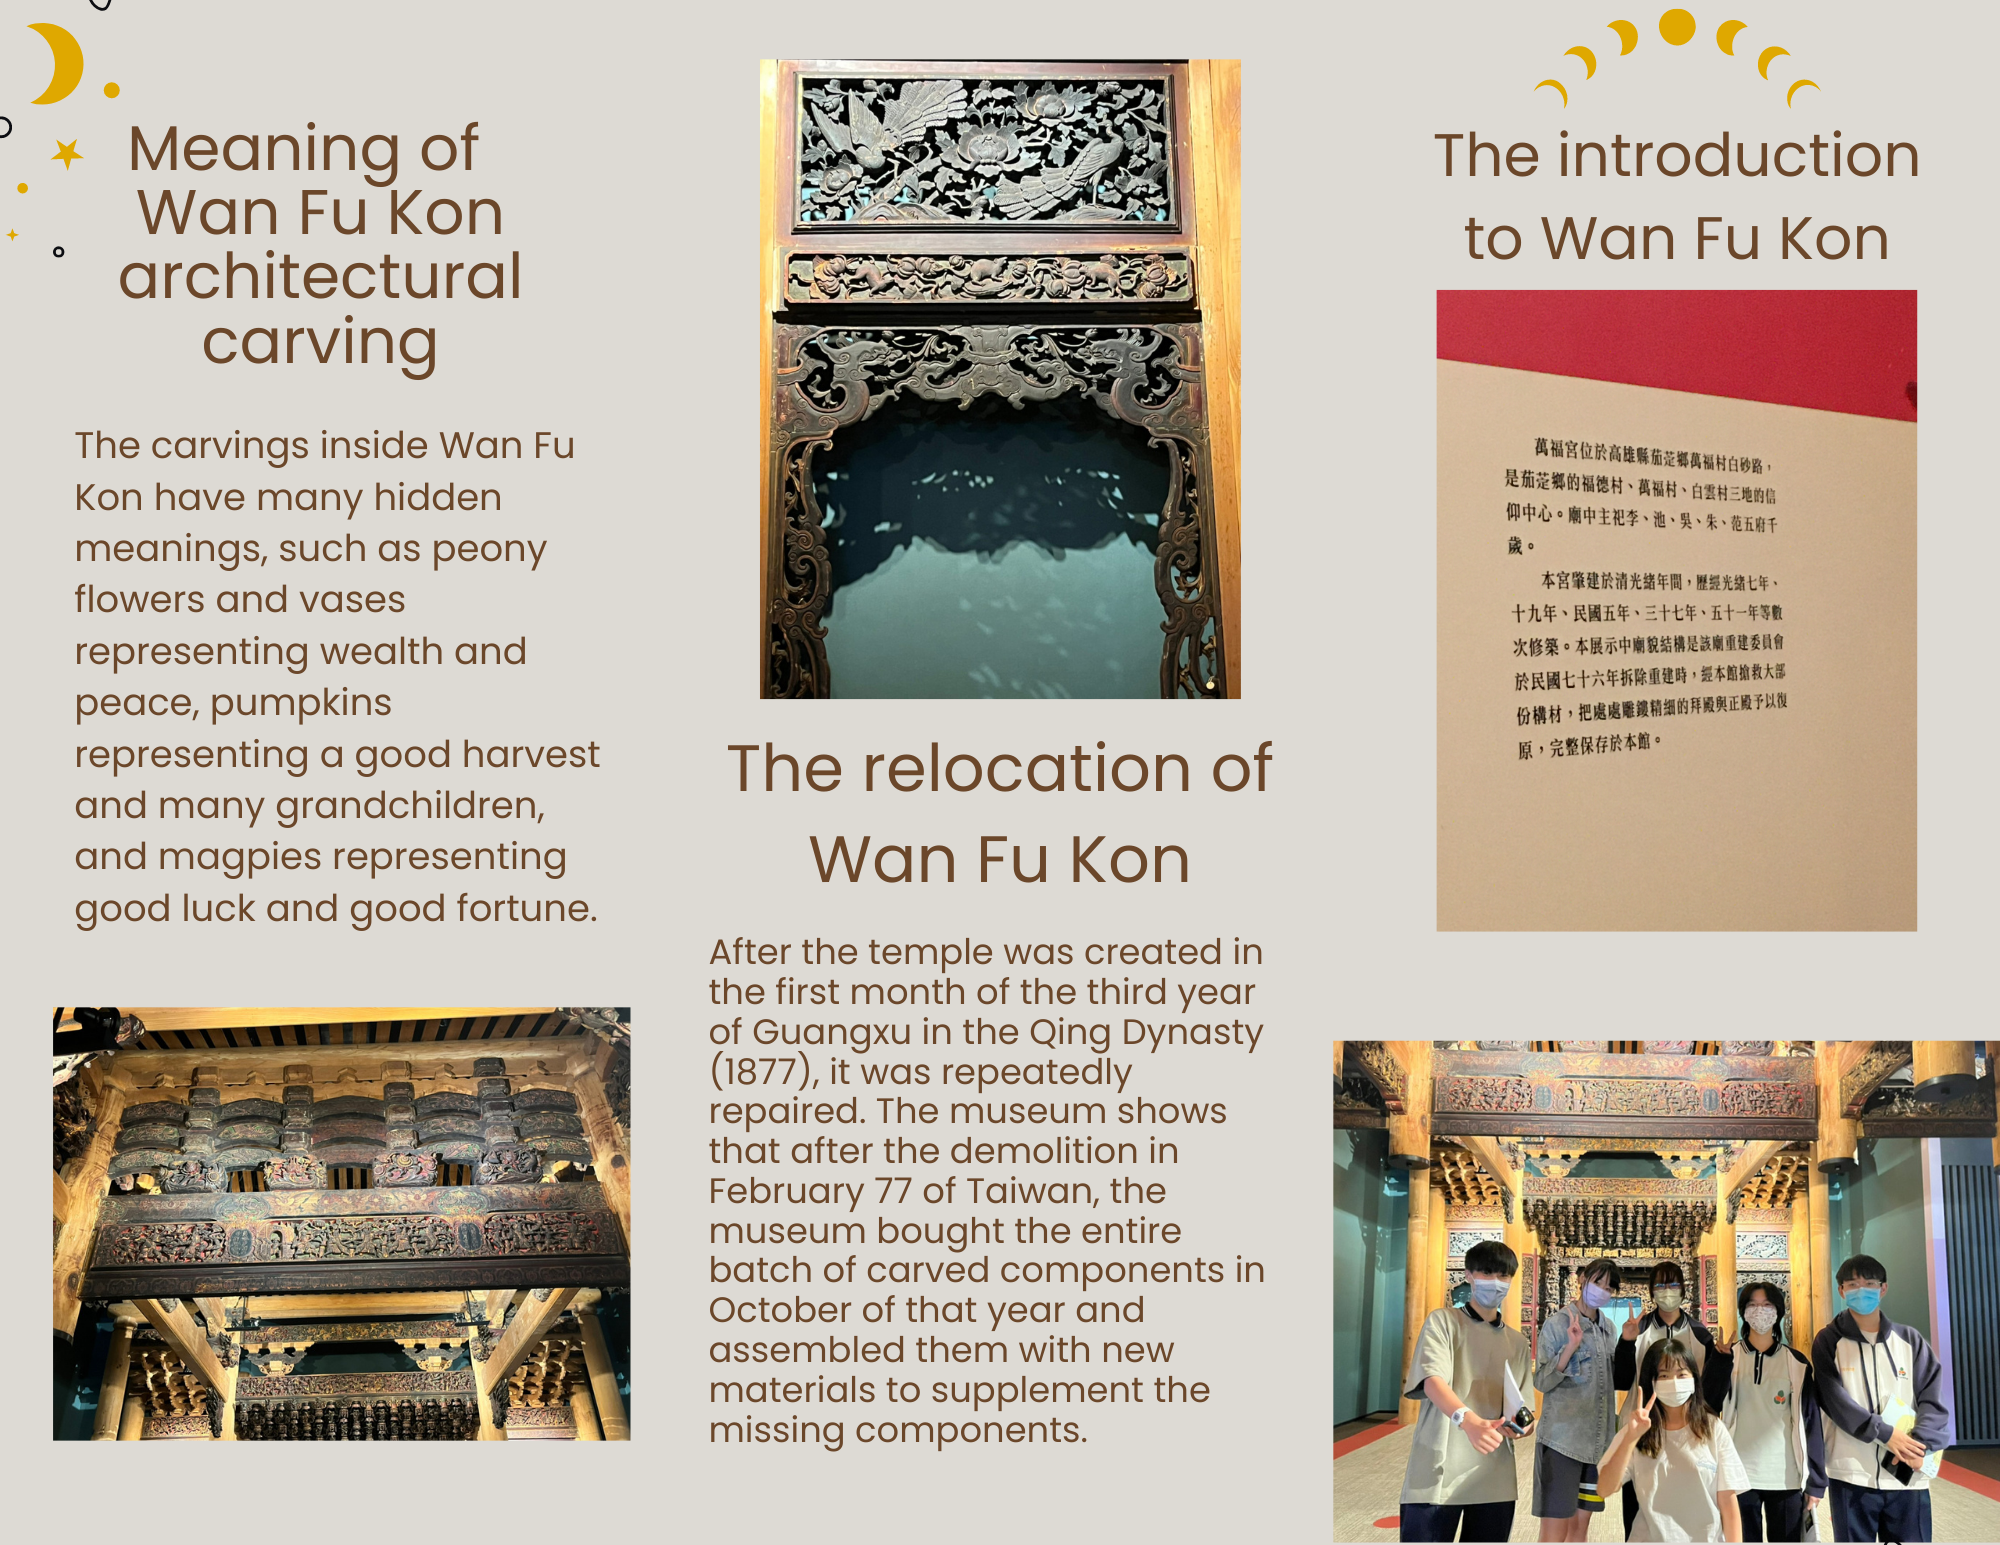 Meaning of
Wan Fu Kon
architectural
carving
The carvings inside Wan Fu
Kon have many hidden
meanings, such as peony
flowers and vases
representing wealth and
peace, pumpkins
representing a good harvest
and many grandchildren,
and magpies representing
good luck and good fortune.
The relocation of
Wan Fu Kon
After the temple was created in
the first month of the third year
of Guangxu in the Qing Dynasty
(1877), it was repeatedly
repaired. The museum shows
that after the demolition in
February 77 of Taiwan, the
museum bought the entire
batch of carved components in
October of that year and
assembled them with new
materials to supplement the
missing components.
The introduction
to Wan Fu Kon
萬福宮位於高雄縣茄萣鄉萬福村白砂路，
是茄萣鄉的福德村、萬福村、白雲村三地的信
仰中心。廟中主祀李、池、吳、朱、范五府千
歲。
本宮肇建於清光緒年間，歷經光緒七年、
十九年、民國五年、三十七年、五十一年等數
次修築。本展示中廟貌結構是該廟重建委員會
於民國七十六年拆除重建時，經本館搶救大部
份構材，把處處雕鏤精細的拜殿與正殿予以復
原，完整保存於本館。